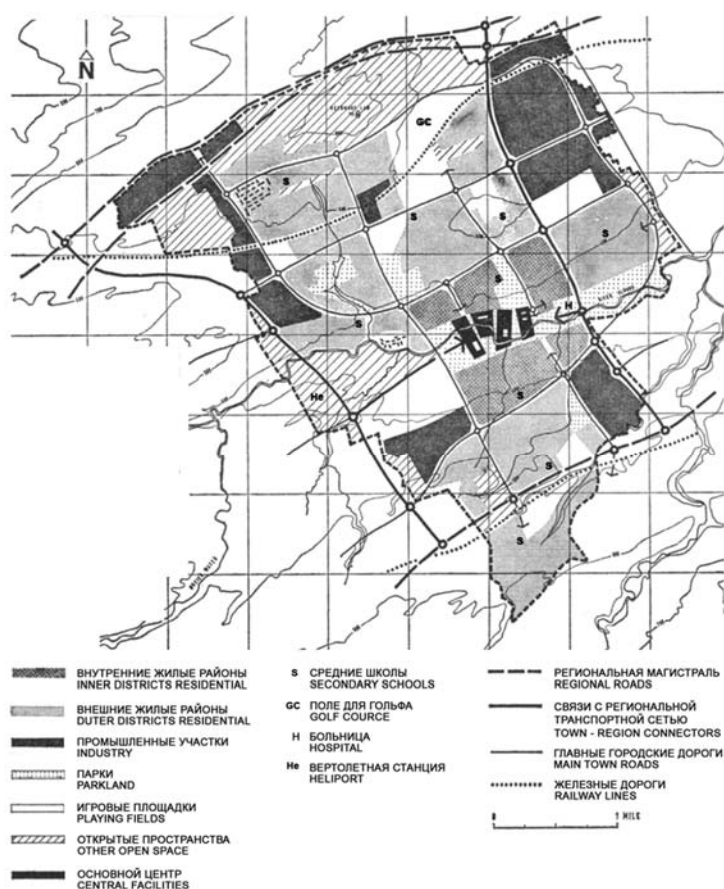 N
GC
S
S
S
S
S
S
H
S
He
S
S
S
ВНУТРЕННИЕ ЖИЛЫЕ РАЙОНЫ
INNER DISTRICTS RESIDENTIAL
ВНЕШНИЕ ЖИЛЫЕ РАЙОНЫ
DUTER DISTRICTS RESIDENTIAL
ПРОМЫШЛЕННЫЕ УЧАСТКИ
INDUSTRY
ПАРКИ
PARKLAND
ИГРОВЫЕ ПЛОЩАДКИ
PLAYING FIELDS
ОТКРЫТЫЕ ПРОСТРАНСТВА
OTHER OPEN SPACE
ОСНОВНОЙ ЦЕНТР
CENTRAL FACILITIES
S СРЕДНИЕ ШКОЛЫ
SECONDARY SCHOOLS
GC ПОЛЕ ДЛЯ ГОЛЬФА
GOLF COURCE
H БОЛЬНИЦА
HOSPITAL
He ВЕРТОЛЕТНАЯ СТАНЦИЯ
HELIPORT
РЕГИОНАЛЬНАЯ МАГИСТРАЛЬ
REGIONAL ROADS
СВЯЗИ С РЕГИОНАЛЬНОЙ
ТРАНСПОРТНОЙ СЕТЬЮ
TOWN - REGION CONNECTORS
ГЛАВНЫЕ ГОРОДСКИЕ ДОРОГИ
MAIN TOWN ROADS
ЖЕЛЕЗНЫЕ ДОРОГИ
RAILWAY LINES
0 1 MILE